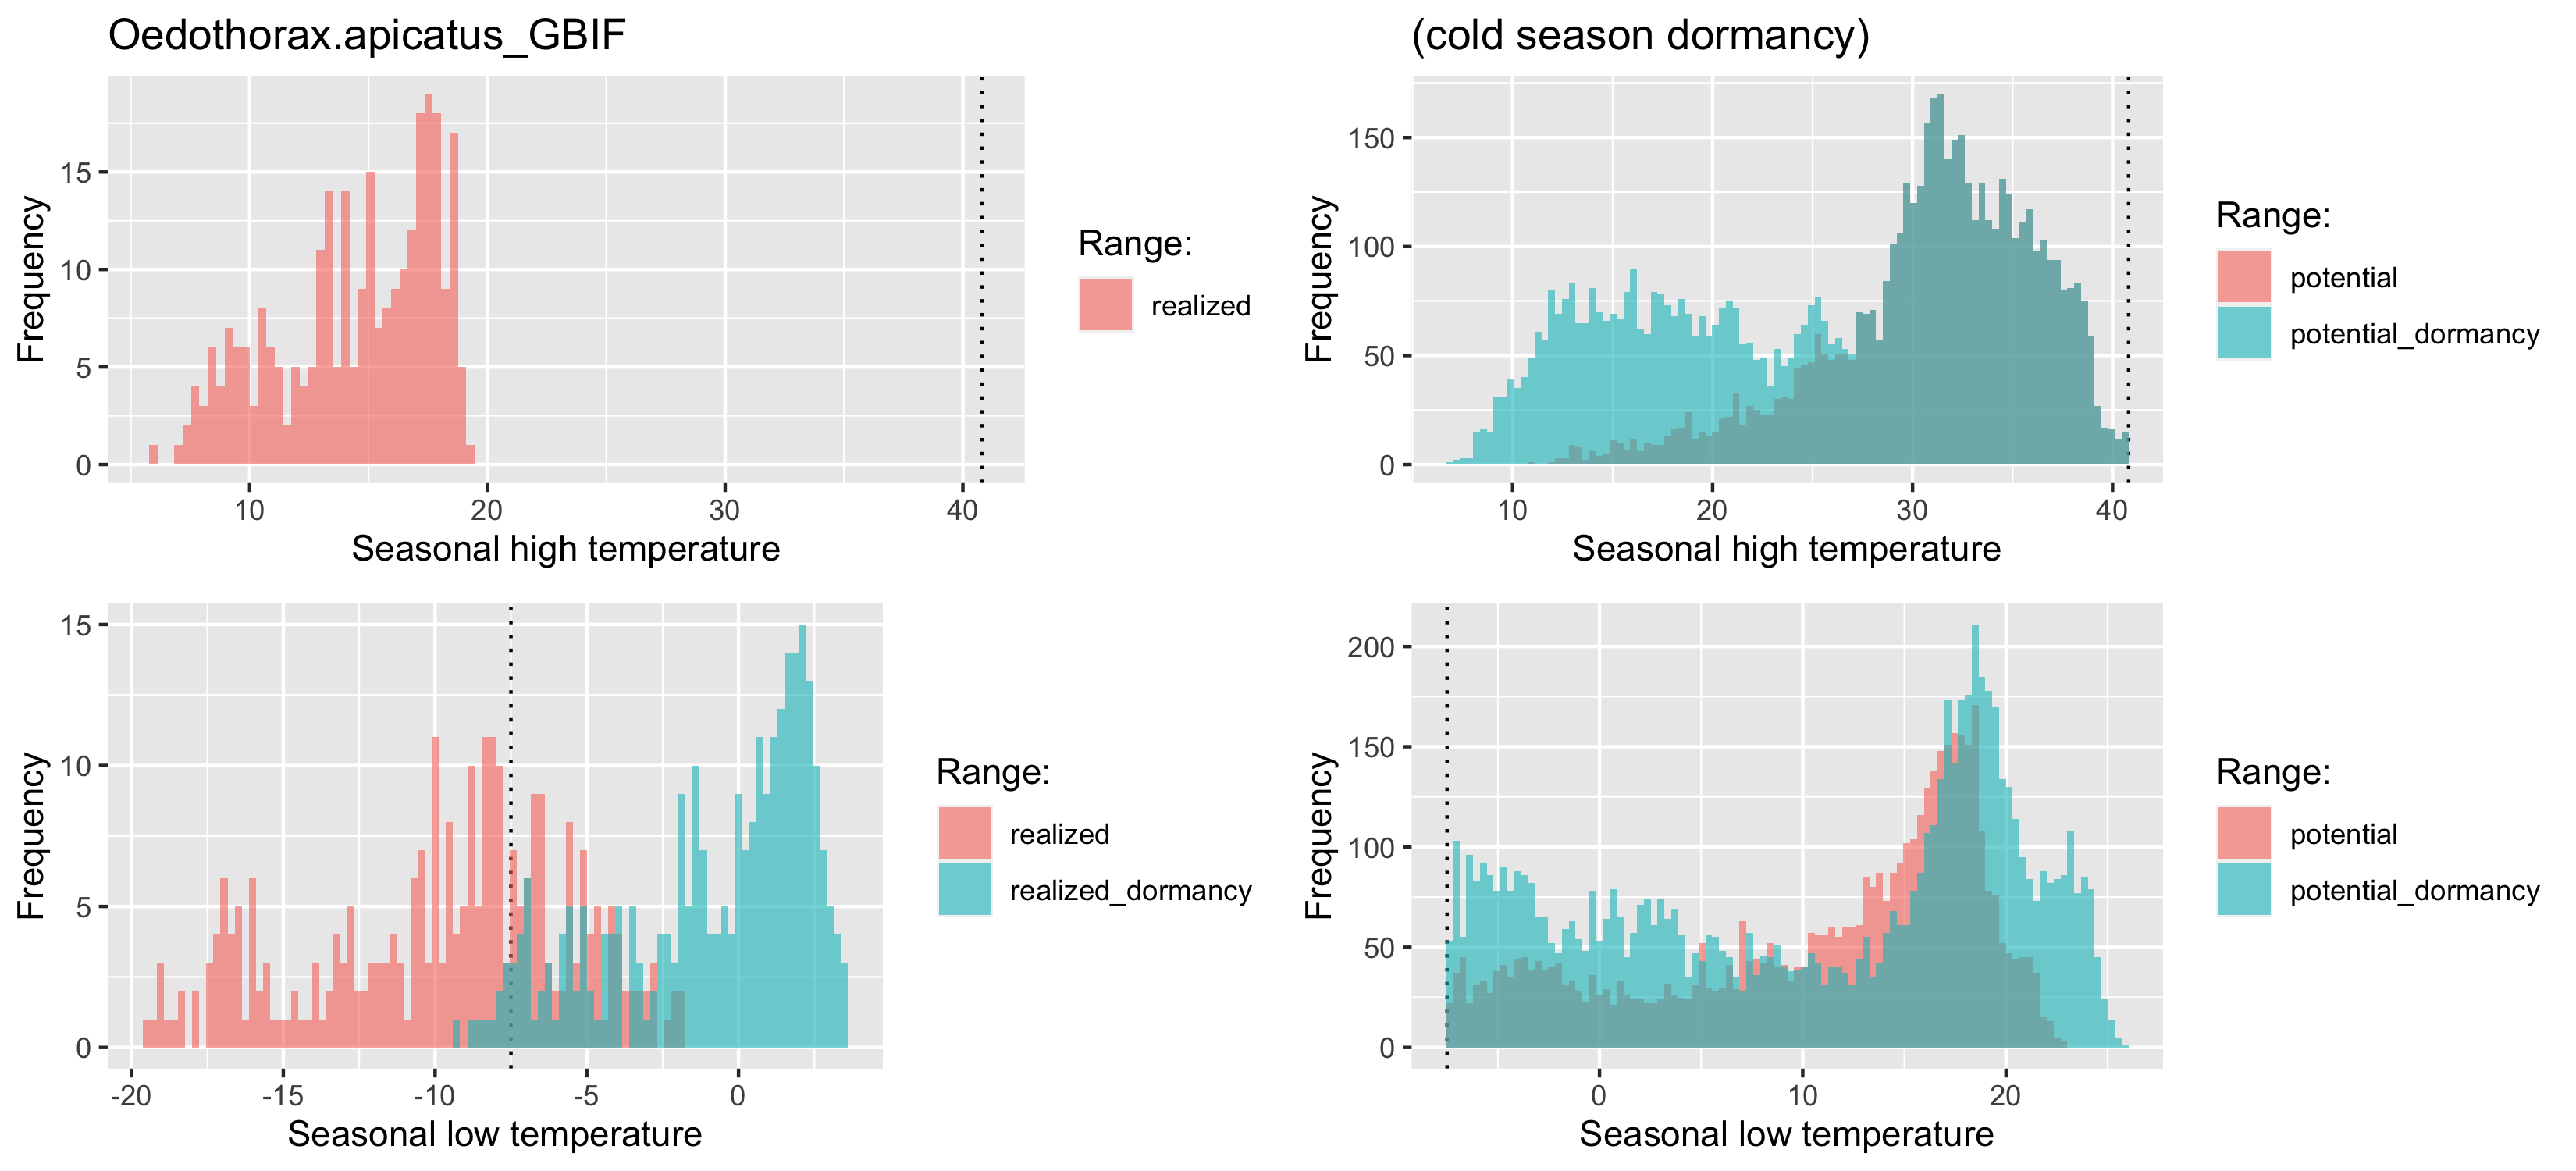 Oedothorax.apicatus_GBIF
(cold season dormancy)
Frequency
15
10
5
0
10 20 30 40
Seasonal high temperature
Range:
realized
Frequency
150
100
50
0
10 20 30 40
Seasonal high temperature
Range:
potential
potential_dormancy
Frequency
15
10
5
0
-20 -15 -10 -5 0
Seasonal low temperature
Range:
realized
realized_dormancy
Frequency
200
150
100
50
0
0 10 20
Seasonal low temperature
Range:
potential
potential_dormancy